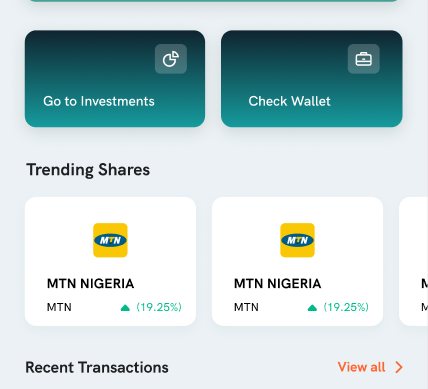 Go to Investments
Check Wallet
Trending Shares
MTN
MTN
MTN NIGERIA
MTN NIGERIA
MTN
(19.25%)
MTN
(19.25%)
Recent Transactions
View all